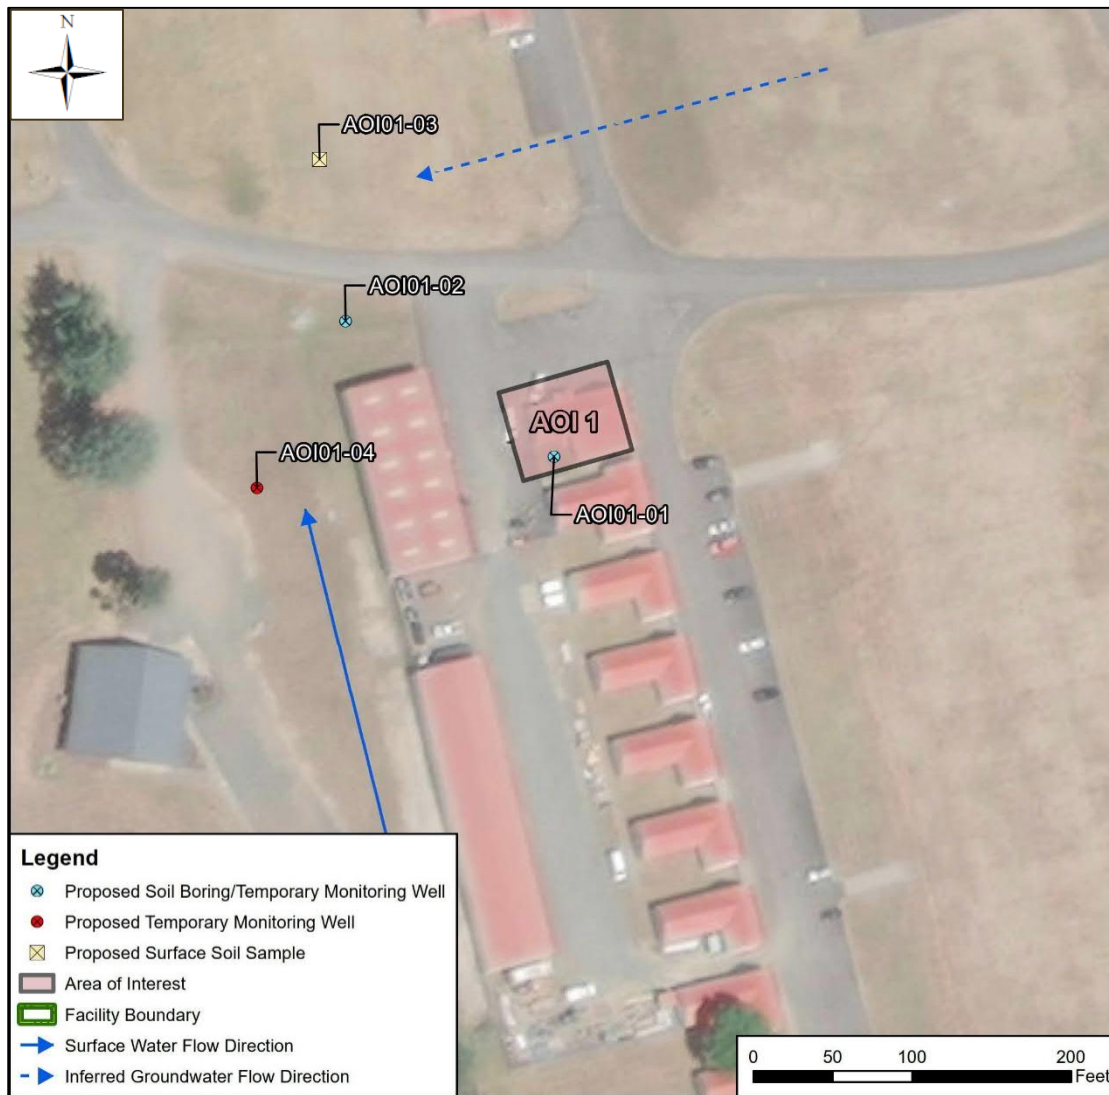 N
AOI01-03
AOI01-02
AOI 1
AOI01-04
AOI01-01
Legend
Proposed Soil Boring/Temporary Monitoring Well
Proposed Temporary Monitoring Well
Proposed Surface Soil Sample
Area of Interest
Facility Boundary
Surface Water Flow Direction
Inferred Groundwater Flow Direction
0 50 100 200
Feet